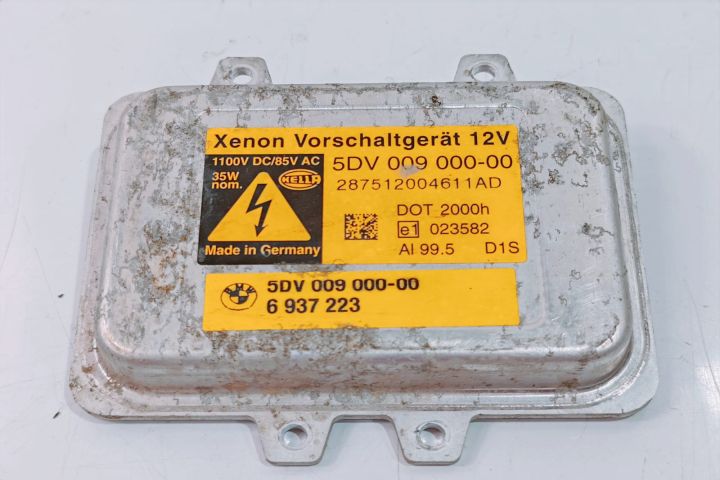 Xenon Vorschaltgerät 12V
1100V DC/85V AC
35W
nom.
HELLA
Made in Germany
5DV 009 000-00
287512004611AD
DOT 2000h
e1 023582
Al 99.5 D1S
BMW
5DV 009 000-00
6 937 223